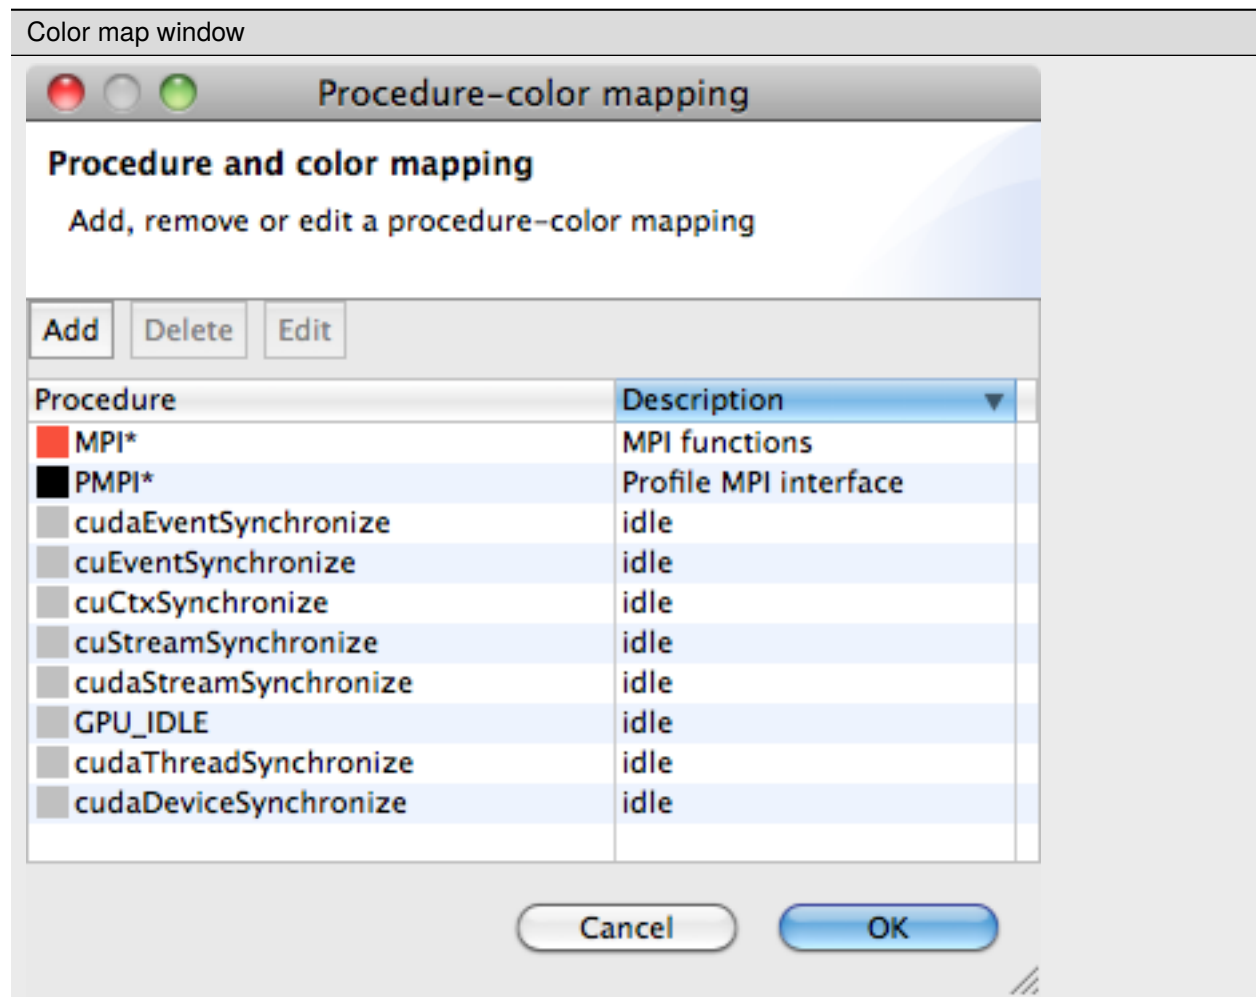 Color map window
Procedure-color mapping
Procedure and color mapping
Add, remove or edit a procedure-color mapping
Add Delete Edit
Procedure Description
MPI* MPI functions
PMPI* Profile MPI interface
cudaEventSynchronize idle
cuEventSynchronize idle
cuCtxSynchronize idle
cuStreamSynchronize idle
cudaStreamSynchronize idle
GPU_IDLE idle
cudaThreadSynchronize idle
cudaDeviceSynchronize idle
Cancel OK